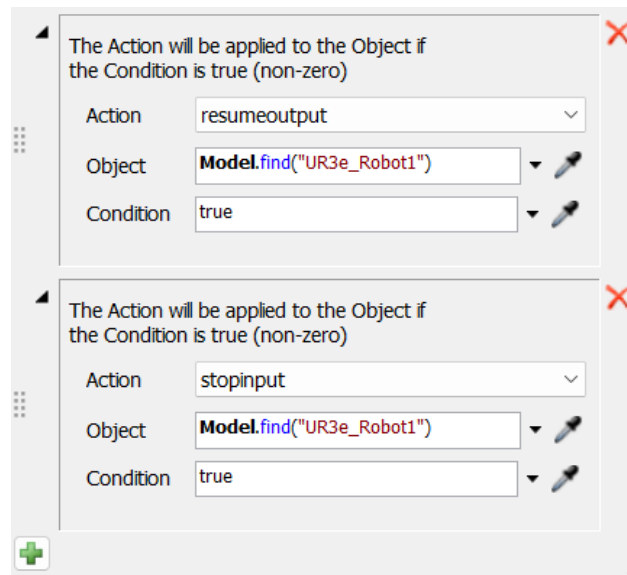 The Action will be applied to the Object if
the Condition is true (non-zero)
Action resumeoutput
Object Model.find("UR3e_Robot1")
Condition true
The Action will be applied to the Object if
the Condition is true (non-zero)
Action stopinput
Object Model.find("UR3e_Robot1")
Condition true